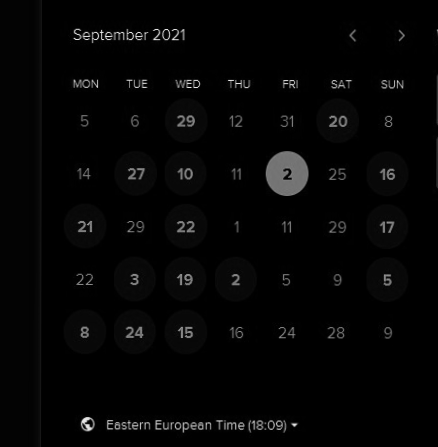 September 2021
MON TUE WED THU FRI SAT SUN
5 6 29 12 31 20 8
14 27 10 11 2 25 16
21 29 22 1 11 29 17
22 3 19 2 5 9 5
8 24 15 16 24 28 9
Eastern European Time (18:09)